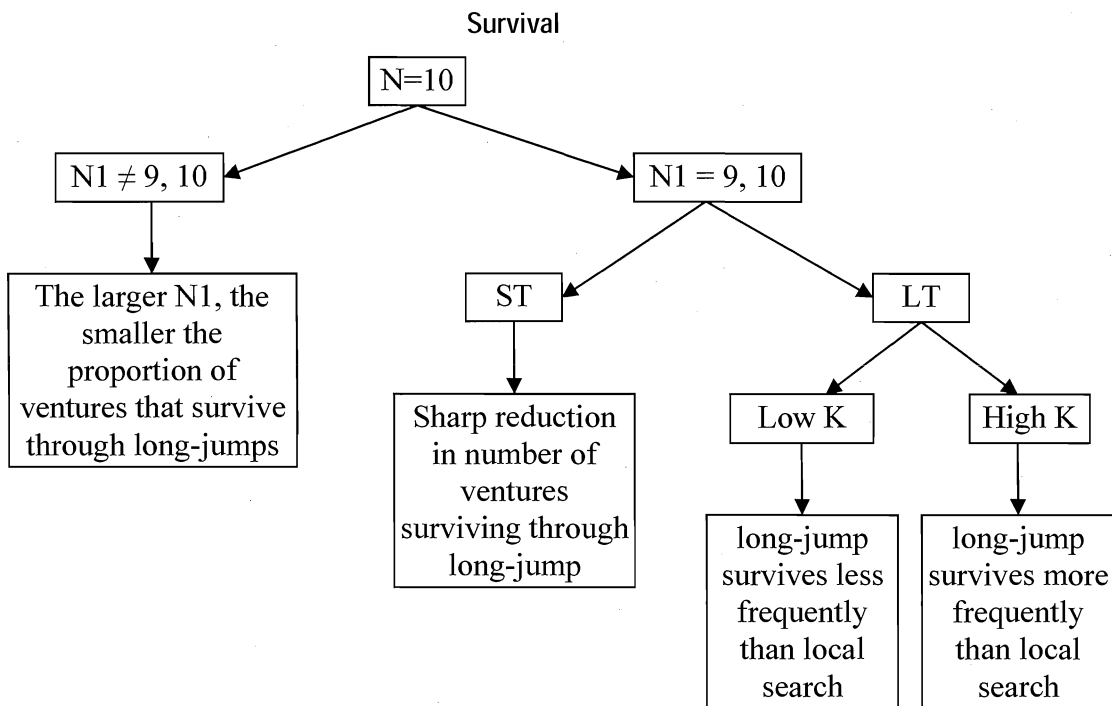 Survival
N=10
N1 ≠ 9, 10
N1 = 9, 10
The larger N1, the
smaller the
proportion of
ventures that survive
through long-jumps
ST
LT
Sharp reduction
in number of
ventures
surviving through
long-jump
Low K
High K
long-jump
survives less
frequently
than local
search
long-jump
survives more
frequently
than local
search